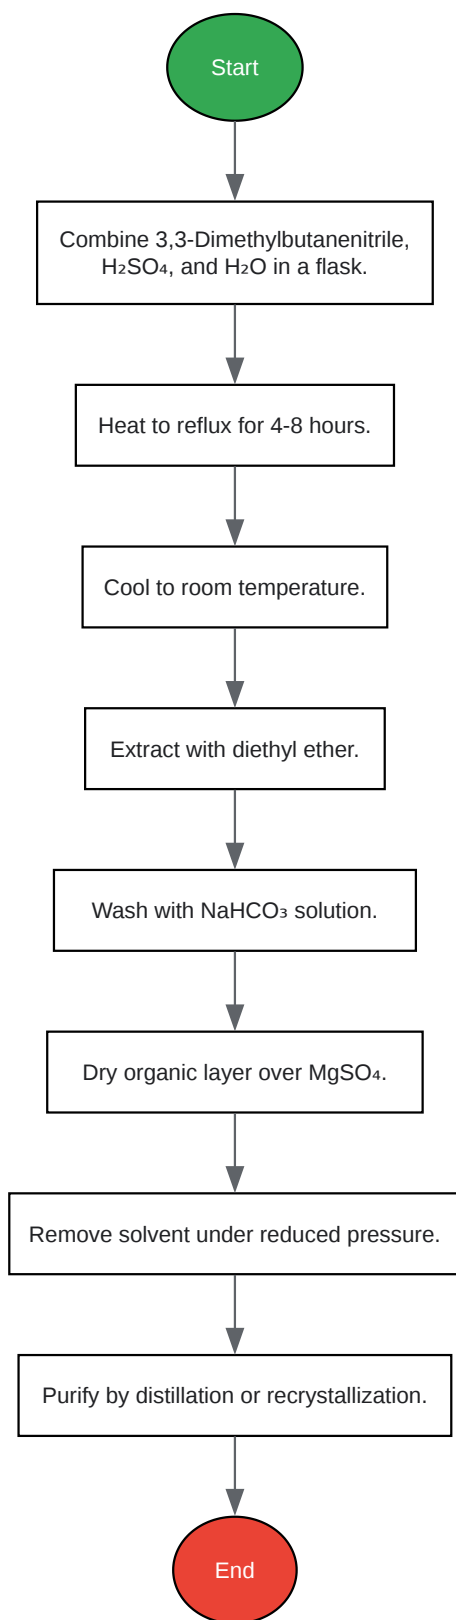 Start
Combine 3,3-Dimethylbutanenitrile,
H₂SO₄, and H₂O in a flask.
Heat to reflux for 4-8 hours.
Cool to room temperature.
Extract with diethyl ether.
Wash with NaHCO₃ solution.
Dry organic layer over MgSO₄.
Remove solvent under reduced pressure.
Purify by distillation or recrystallization.
End